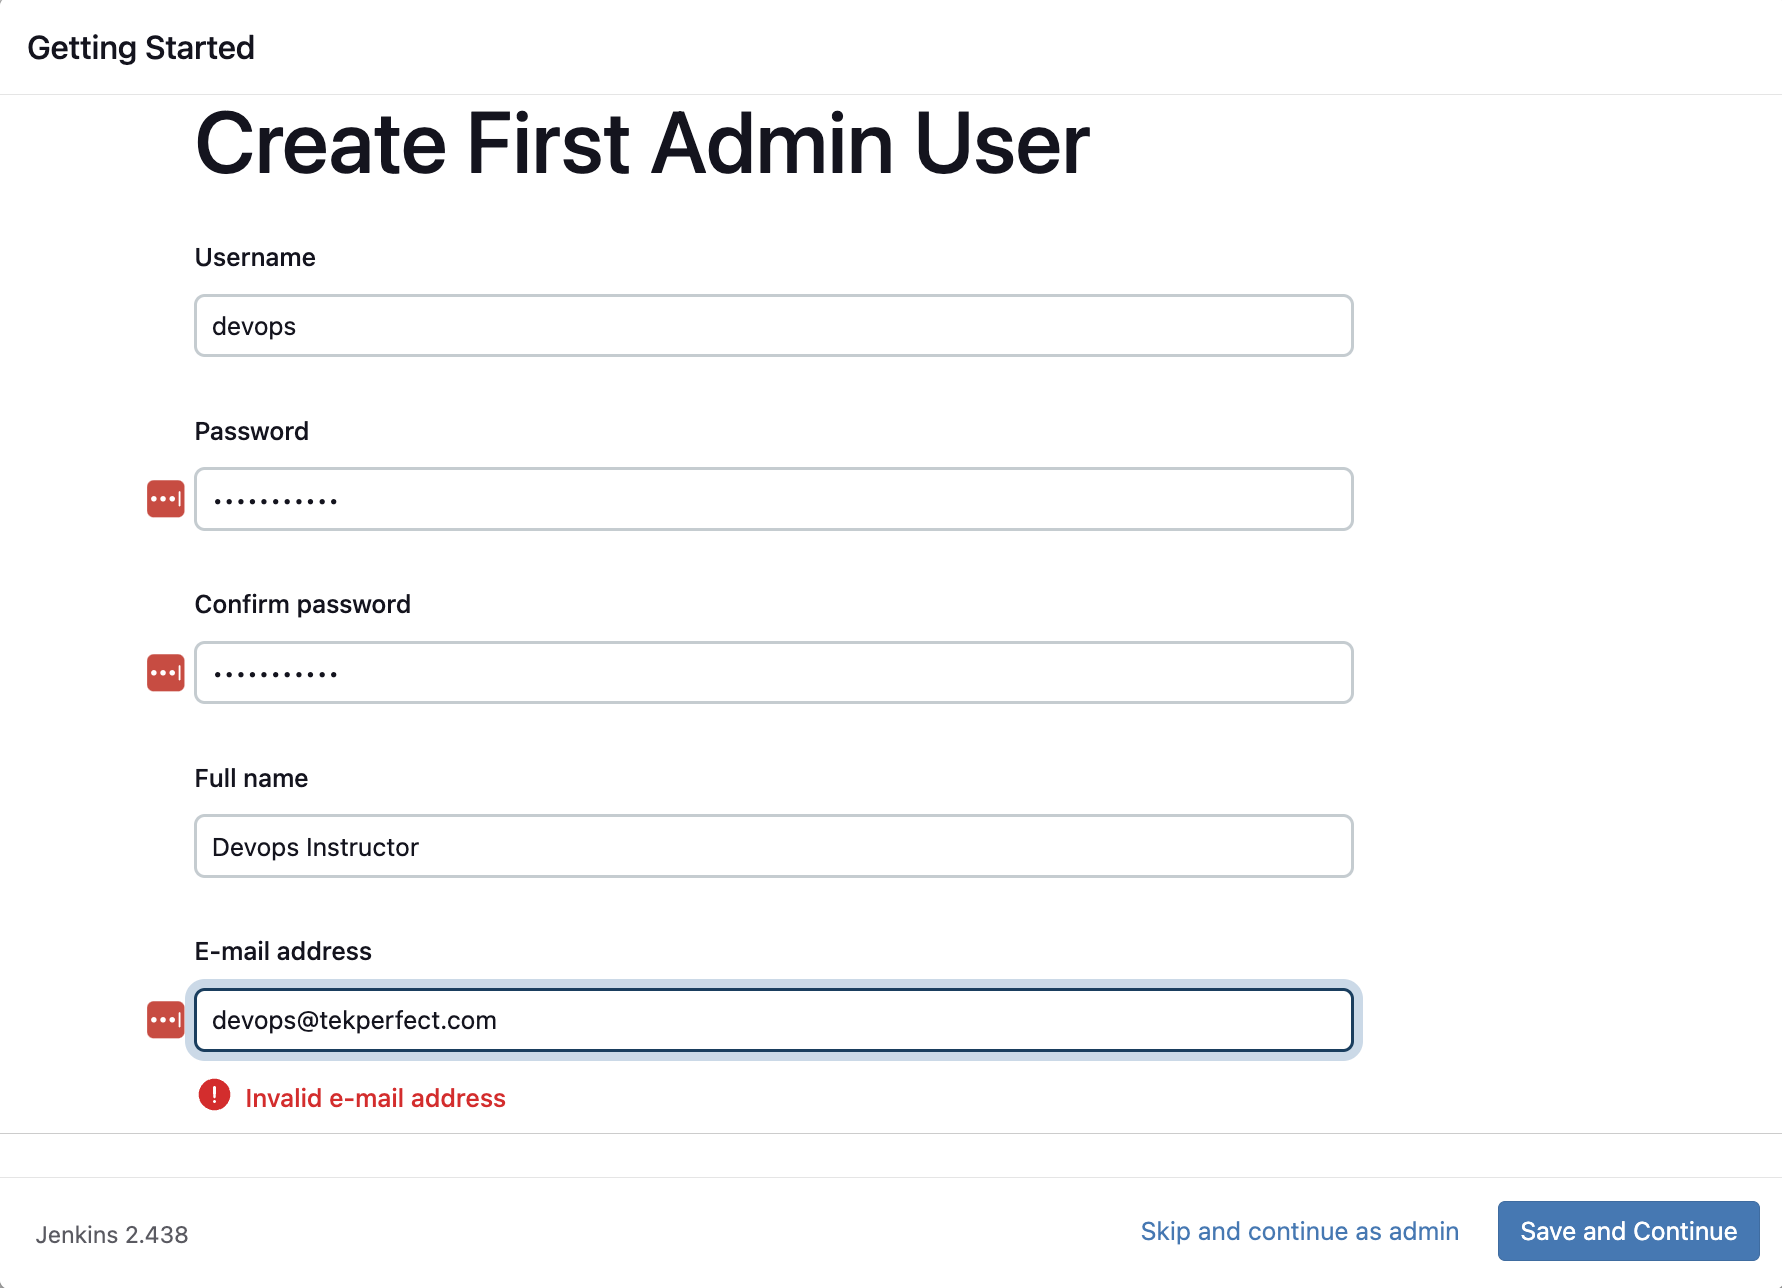 Getting Started
Create First Admin User
Username
devops
Password
•••••••••••
Confirm password
•••••••••••
Full name
Devops Instructor
E-mail address
devops@tekperfect.com
! Invalid e-mail address
Jenkins 2.438
Skip and continue as admin
Save and Continue